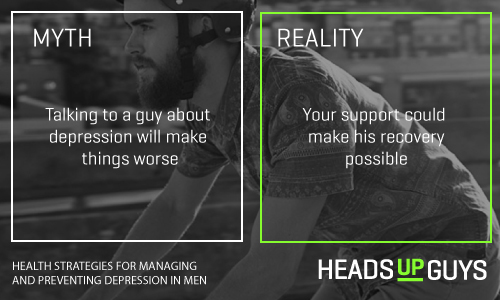 MYTH
Talking to a guy about
depression will make
things worse
REALITY
Your support could
make his recovery
possible
HEALTH STRATEGIES FOR MANAGING
AND PREVENTING DEPRESSION IN MEN
HEADSUPGUYS